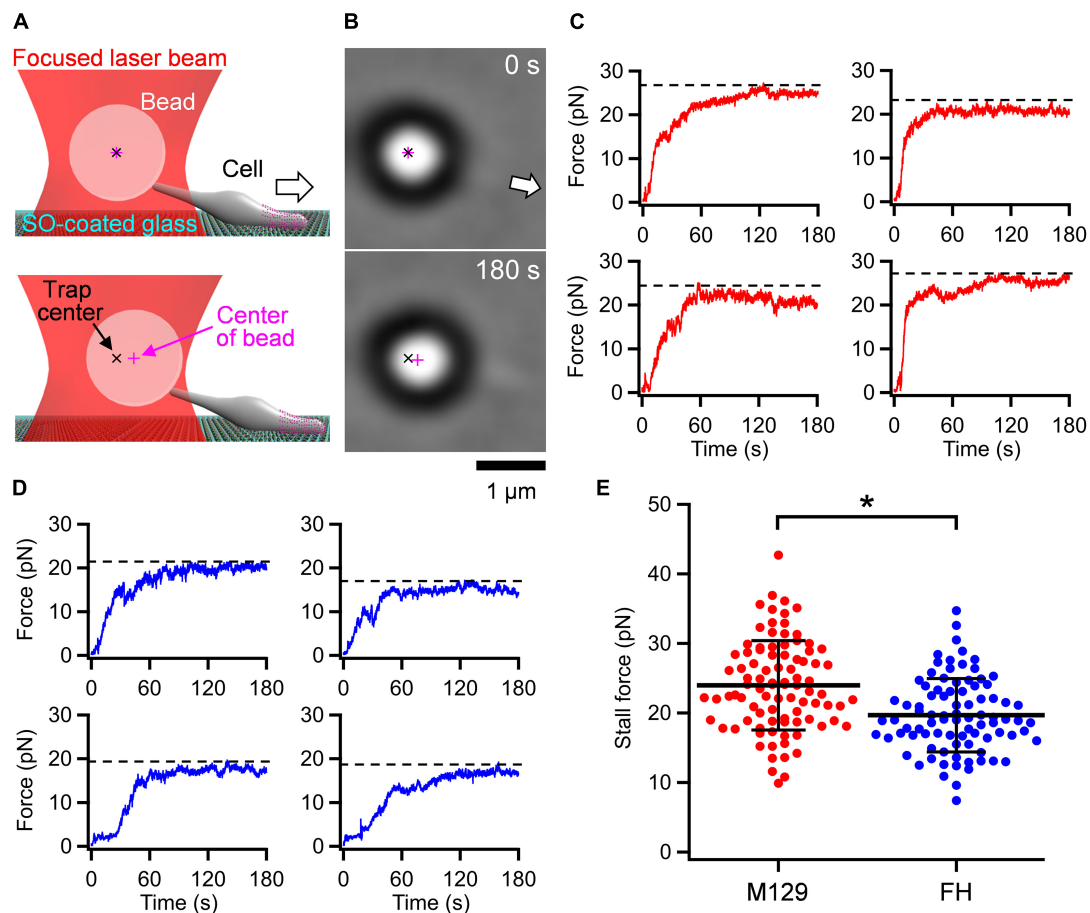 A
Focused laser beam
Bead
Cell
SO-coated glass
Trap
center
Center
of bead
B
0 s
180 s
1 µm
C
Force (pN)
30
20
10
0
0 60 120 180
30
20
10
0
0 60 120 180
Force (pN)
30
20
10
0
0 60 120 180
Time (s)
30
20
10
0
0 60 120 180
Time (s)
D
Force (pN)
30
20
10
0
0 60 120 180
30
20
10
0
0 60 120 180
Force (pN)
30
20
10
0
0 60 120 180
Time (s)
30
20
10
0
0 60 120 180
Time (s)
E
Stall force (pN)
50
40
30
20
10
0
*
M129 FH